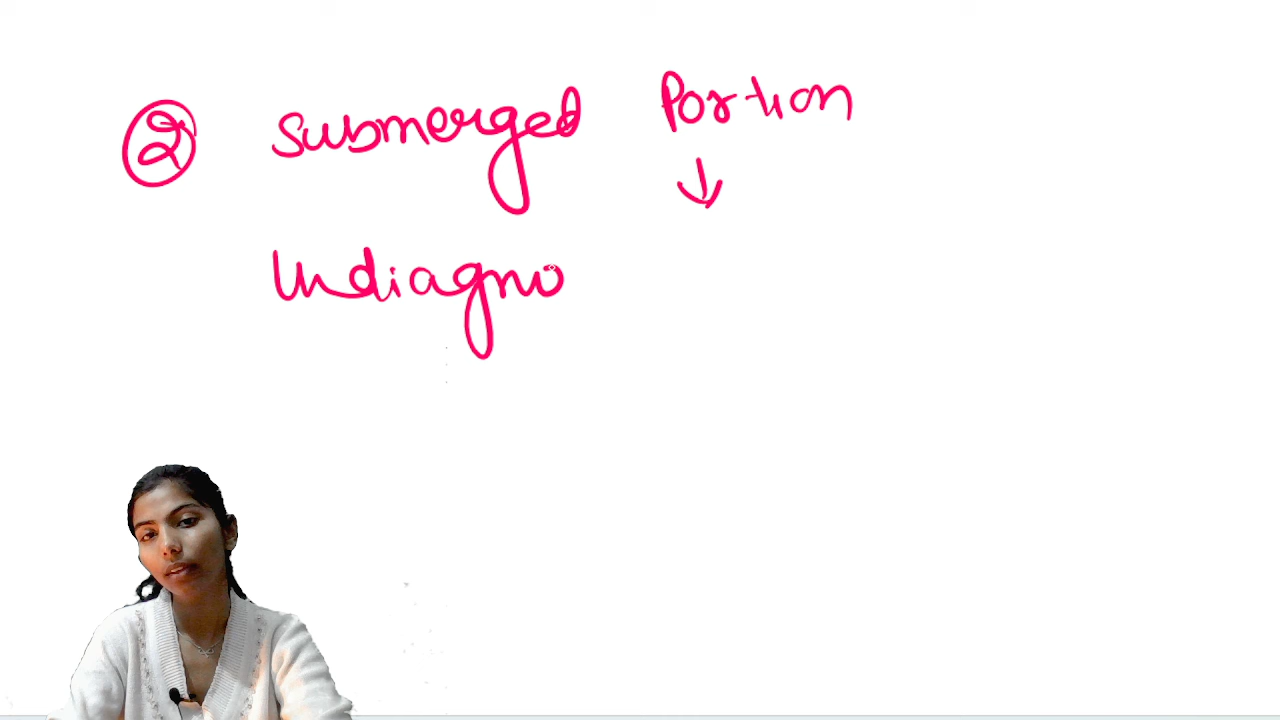 ② Submerged Portion
↓
Undiagno